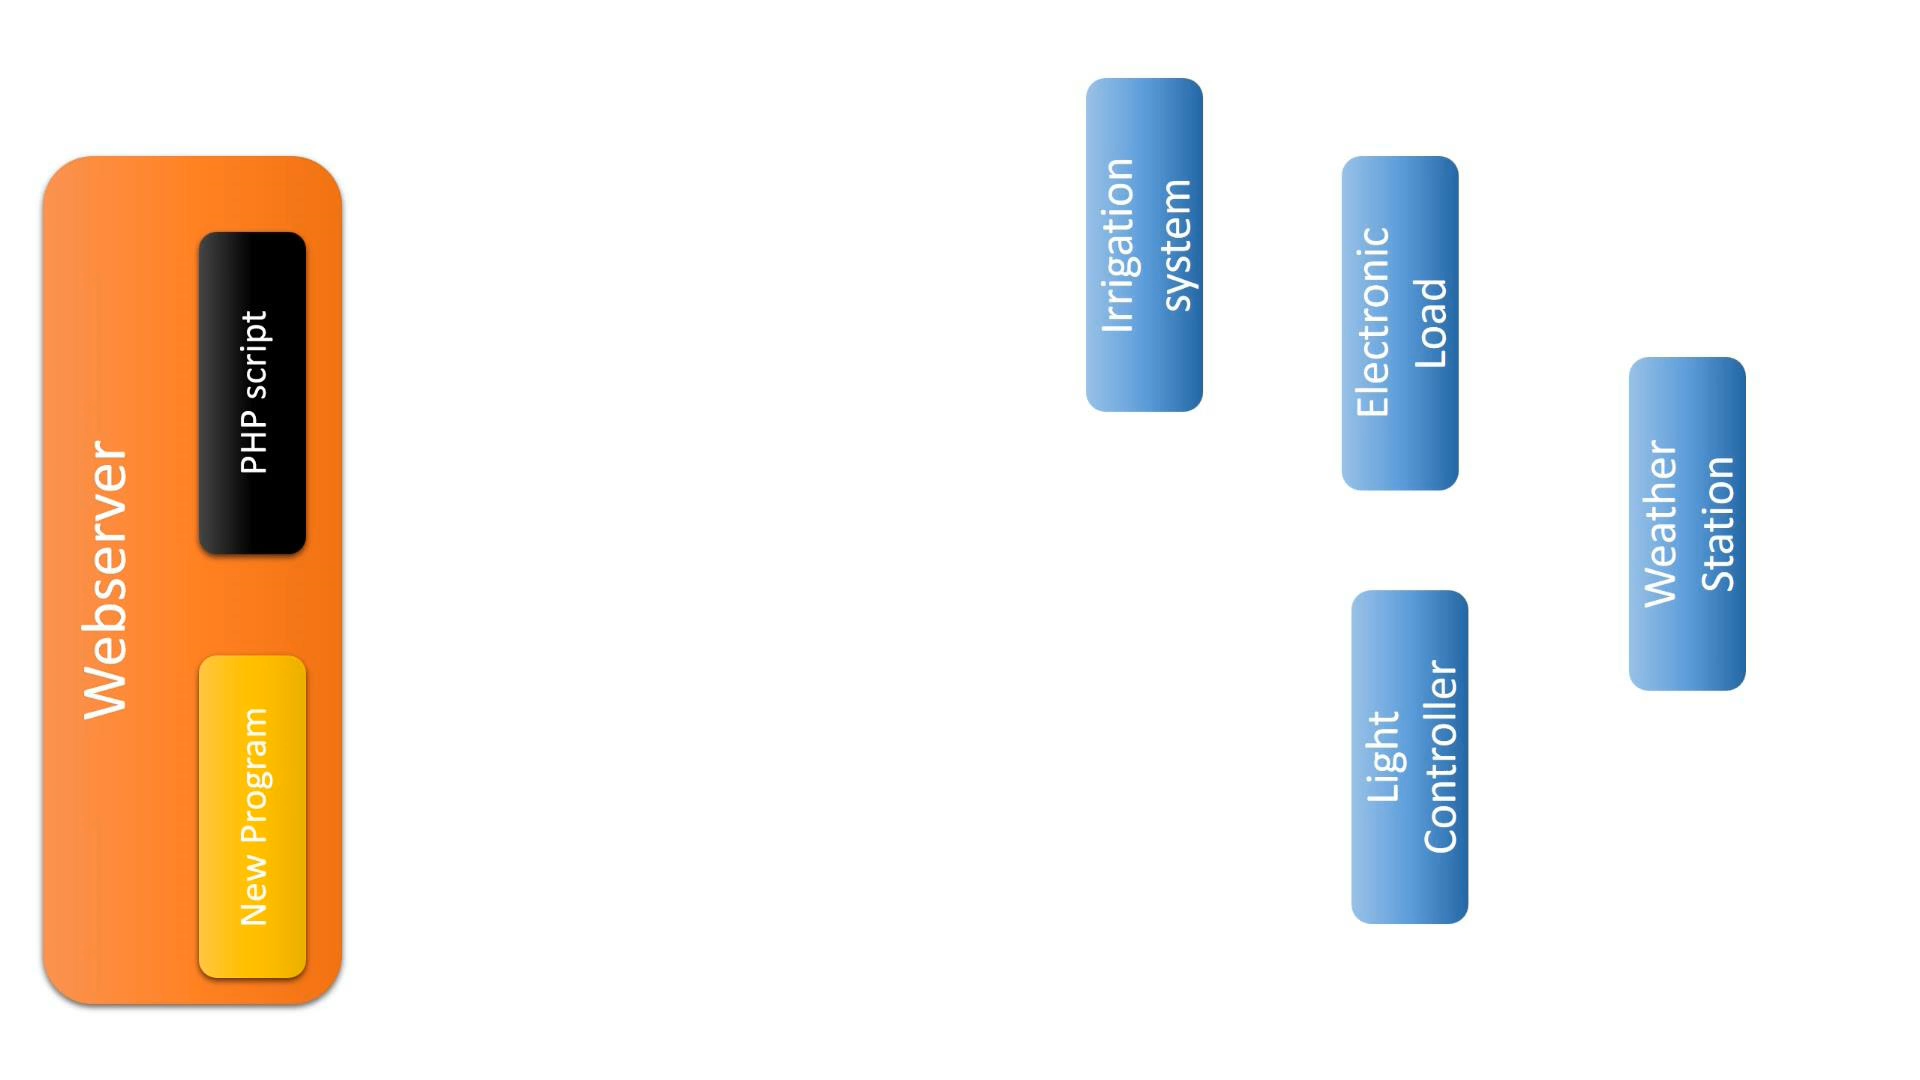 Webserver
PHP script
New Program
Irrigation
system
Electronic
Load
Light
Controller
Weather
Station